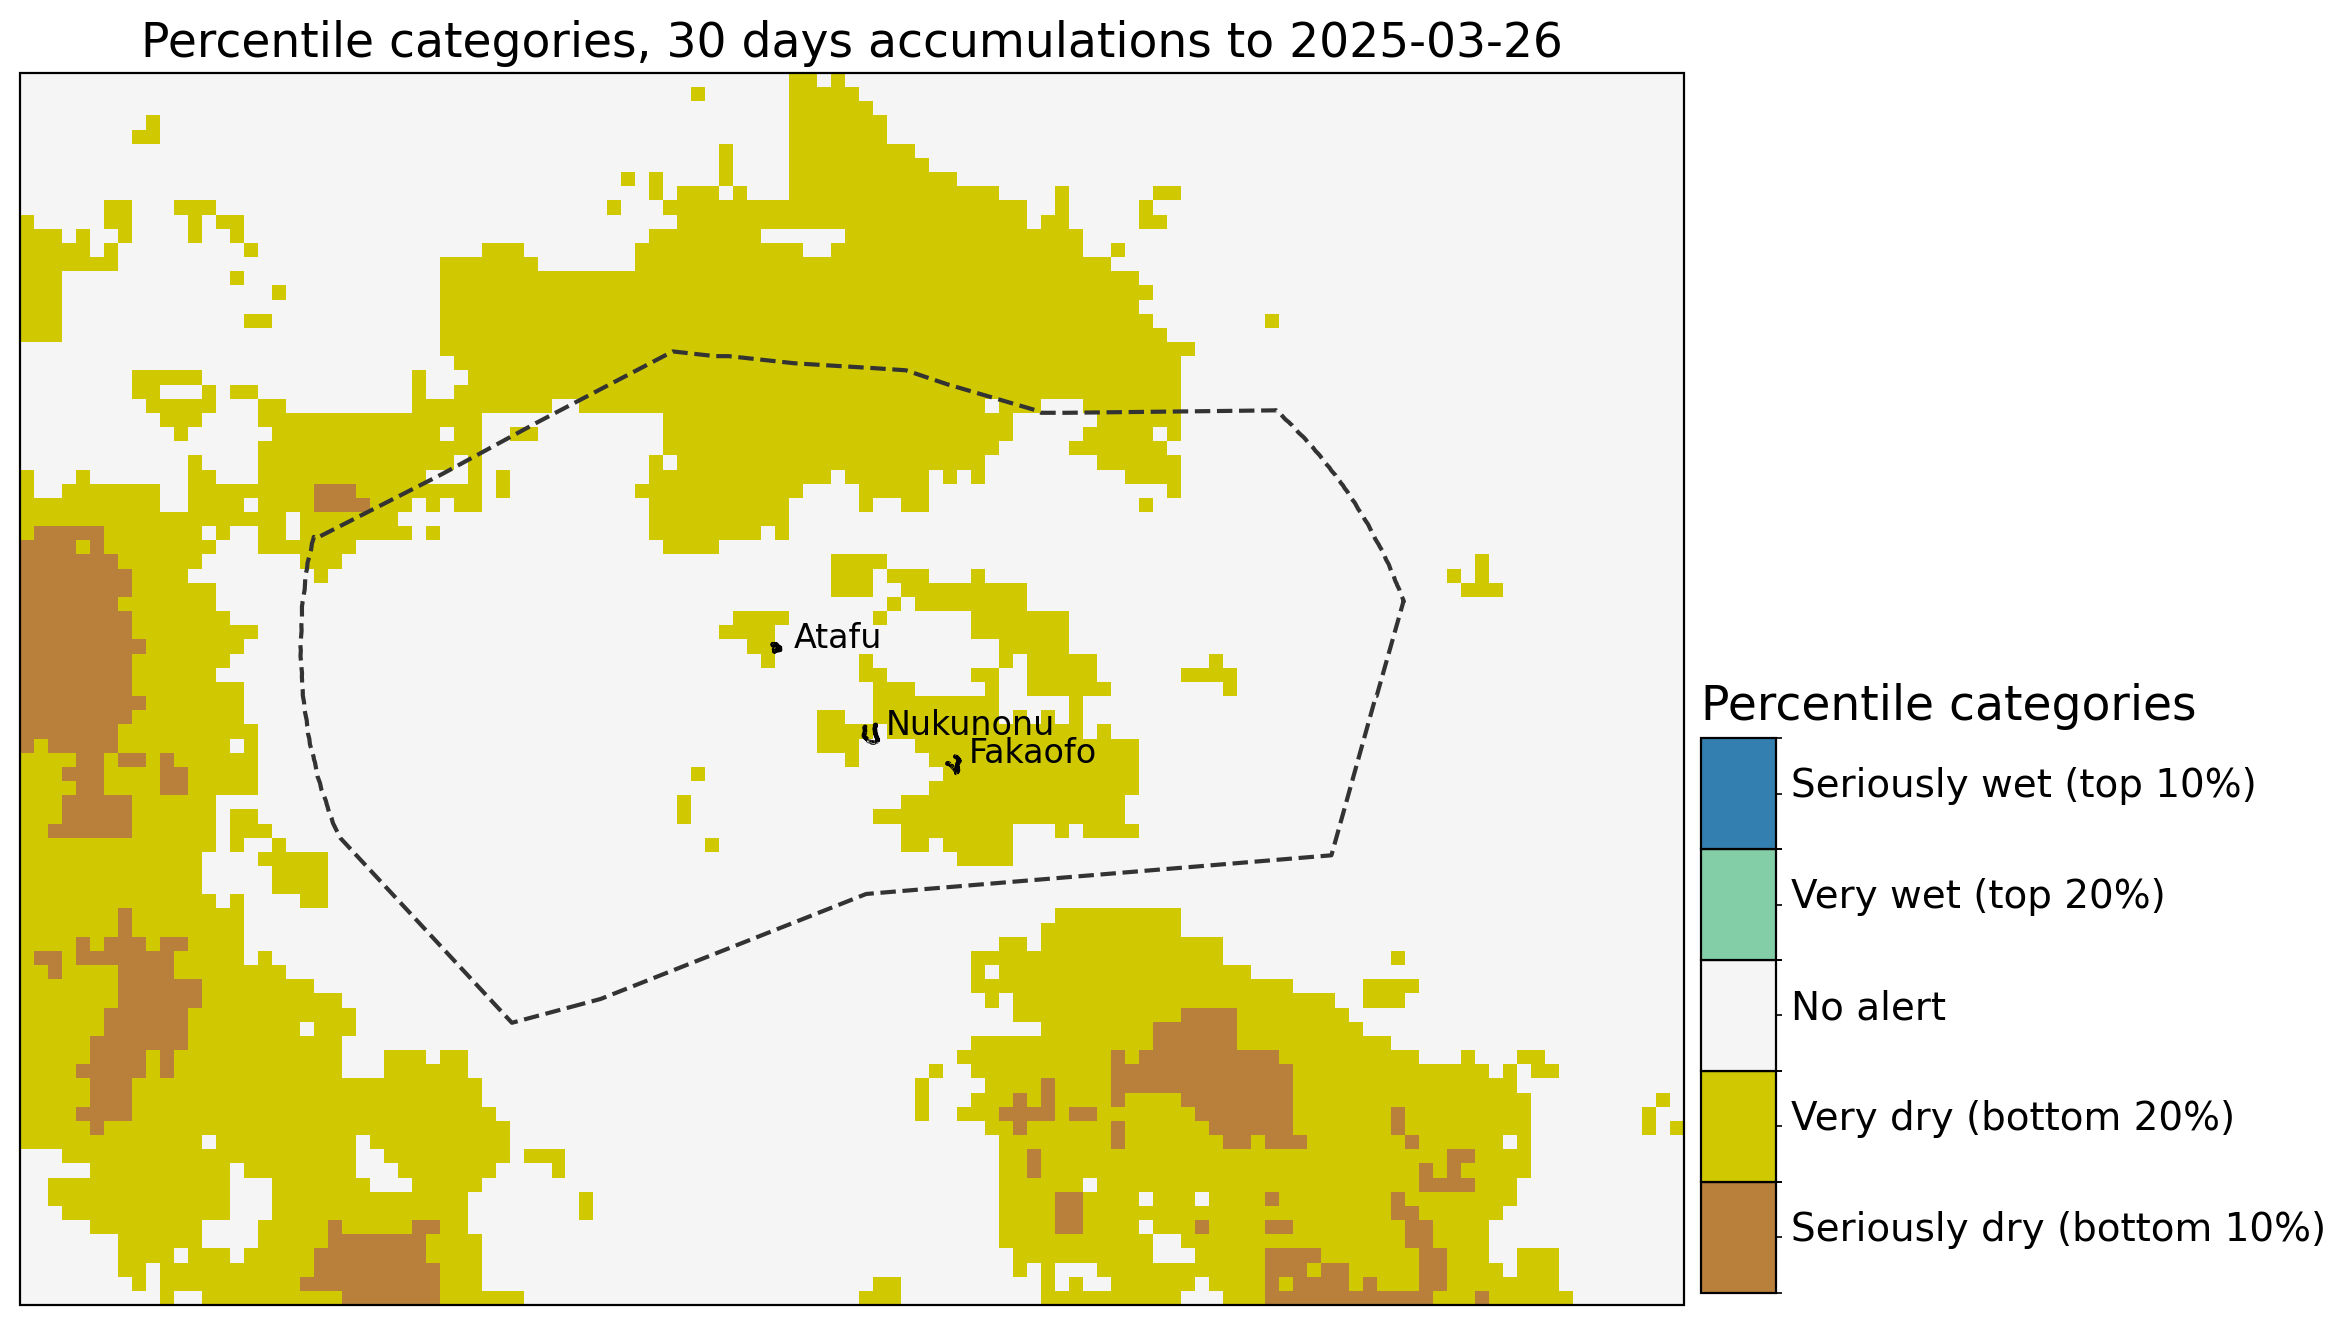 Percentile categories, 30 days accumulations to 2025-03-26
Atafu
Nukunonu
Fakaofo
Percentile categories
Seriously wet (top 10%)
Very wet (top 20%)
No alert
Very dry (bottom 20%)
Seriously dry (bottom 10%)